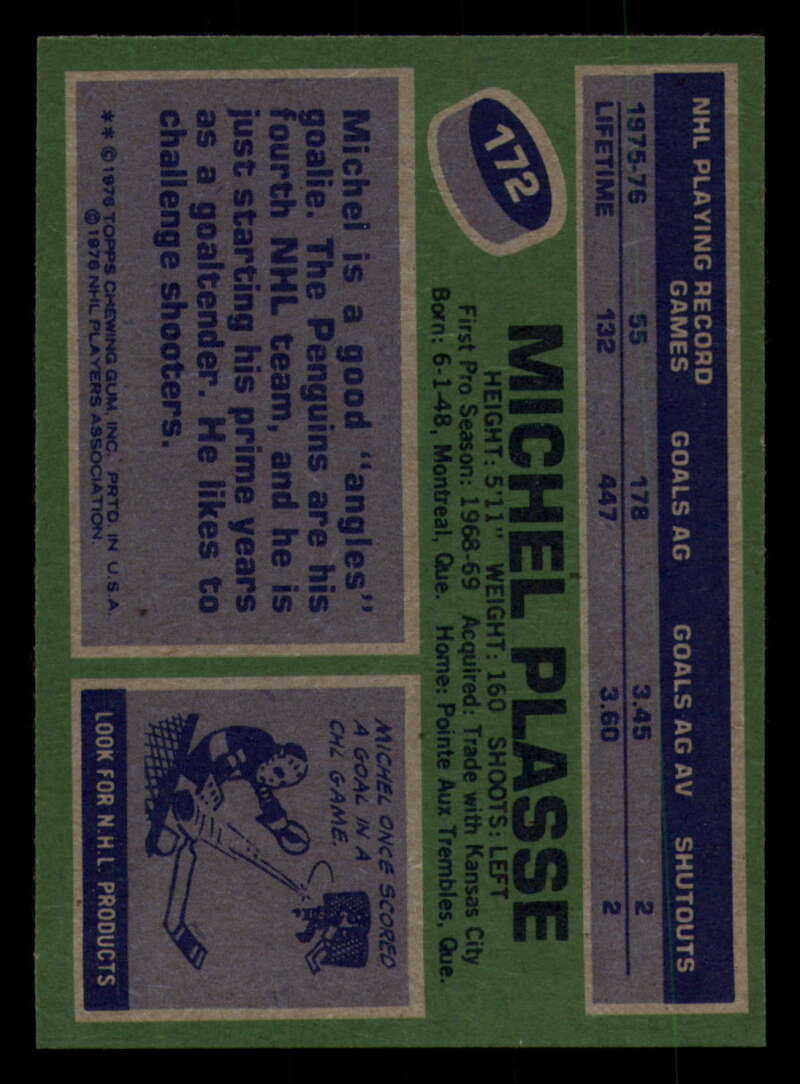 NHL PLAYING RECORD
GAMES GOALS AG GOALS AG AV SHUTOUTS
1975-76 55 178 3.45 2
LIFETIME 132 447 3.60 2
172
MICHEL PLASSE
HEIGHT: 5'11" WEIGHT: 160 SHOOTS: LEFT
First Pro Season: 1968-69 Acquired: Trade with Kansas City
Born: 6-1-48, Montreal, Que. Home: Pointe Aux Trembles, Que.
Michel is a good "angles"
goalie. The Penguins are his
fourth NHL team, and he is
just starting his prime years
as a goaltender. He likes to
challenge shooters.
** © 1976 TOPPS CHEWING GUM, INC. PRTD. IN U.S.A.
© 1976 NHL PLAYERS ASSOCIATION.
MICHEL ONCE SCORED
A GOAL IN A
CHL GAME.
LOOK FOR N.H.L. PRODUCTS